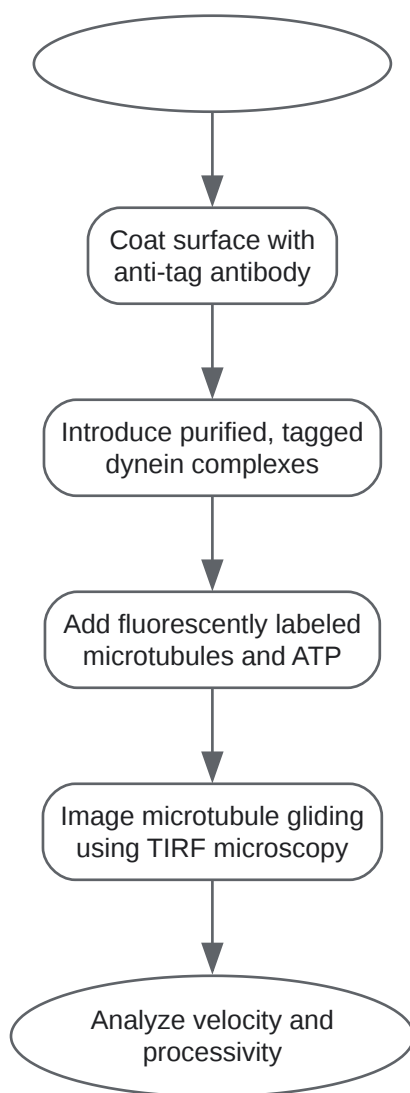 Coat surface with
anti-tag antibody
Introduce purified, tagged
dynein complexes
Add fluorescently labeled
microtubules and ATP
Image microtubule gliding
using TIRF microscopy
Analyze velocity and
processivity